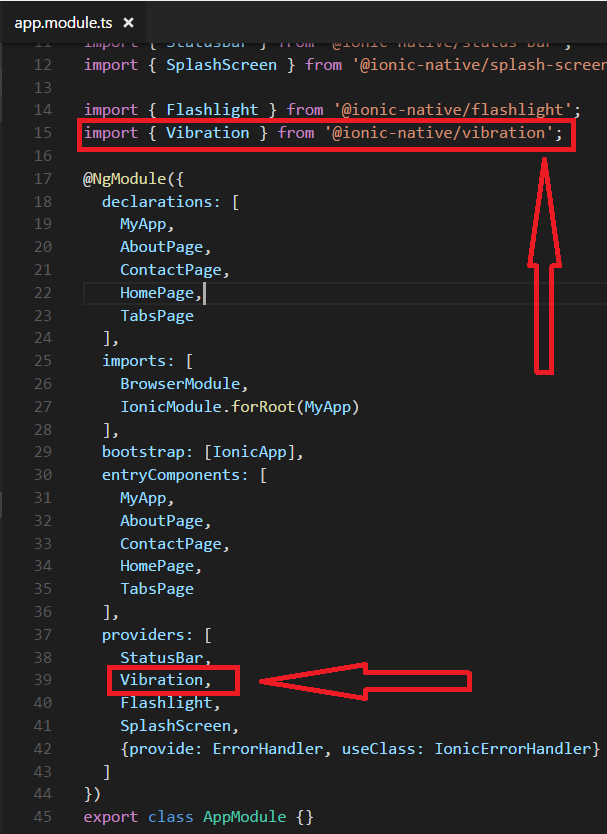 app.module.ts ×
11 import { StatusBar } from '@ionic-native/status-bar';
12 import { SplashScreen } from '@ionic-native/splash-screen
13
14 import { Flashlight } from '@ionic-native/flashlight';
15 import { Vibration } from '@ionic-native/vibration';
16
17 @NgModule({
18   declarations: [
19     MyApp,
20     AboutPage,
21     ContactPage,
22     HomePage,
23     TabsPage
24   ],
25   imports: [
26     BrowserModule,
27     IonicModule.forRoot(MyApp)
28   ],
29   bootstrap: [IonicApp],
30   entryComponents: [
31     MyApp,
32     AboutPage,
33     ContactPage,
34     HomePage,
35     TabsPage
36   ],
37   providers: [
38     StatusBar,
39     Vibration,
40     Flashlight,
41     SplashScreen,
42     {provide: ErrorHandler, useClass: IonicErrorHandler}
43   ]
44 })
45 export class AppModule {}